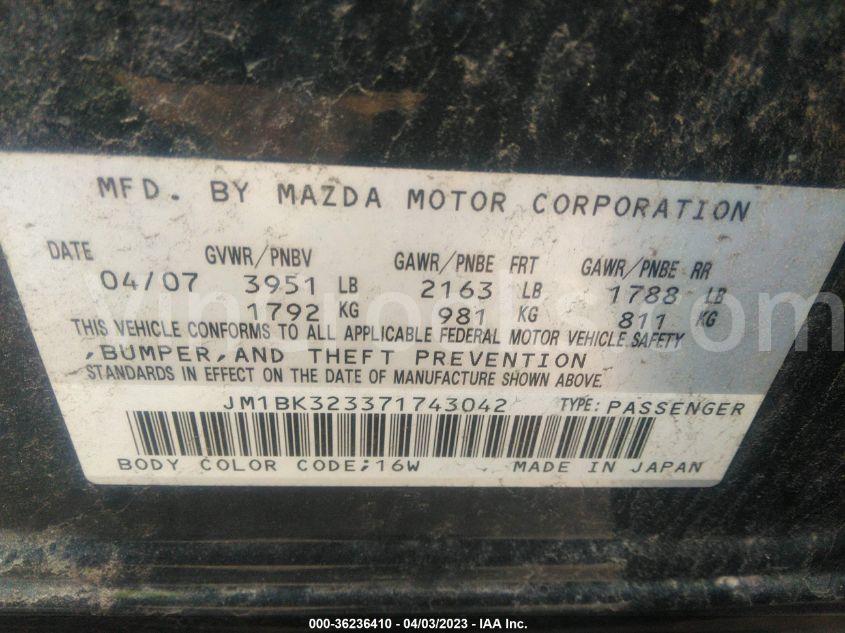 MFD. BY MAZDA MOTOR CORPORATION
DATE GVWR/PNBV GAWR/PNBE FRT GAWR/PNBE RR
04/07 3951 LB 2163 LB 1788 LB
1792 KG 981 KG 811 KG
THIS VEHICLE CONFORMS TO ALL APPLICABLE FEDERAL MOTOR VEHICLE SAFETY
,BUMPER,AND THEFT PREVENTION
STANDARDS IN EFFECT ON THE DATE OF MANUFACTURE SHOWN ABOVE.
JM1BK323371743042 TYPE: PASSENGER
BODY COLOR CODE;16W MADE IN JAPAN
000-36236410 - 04/03/2023 - IAA Inc.